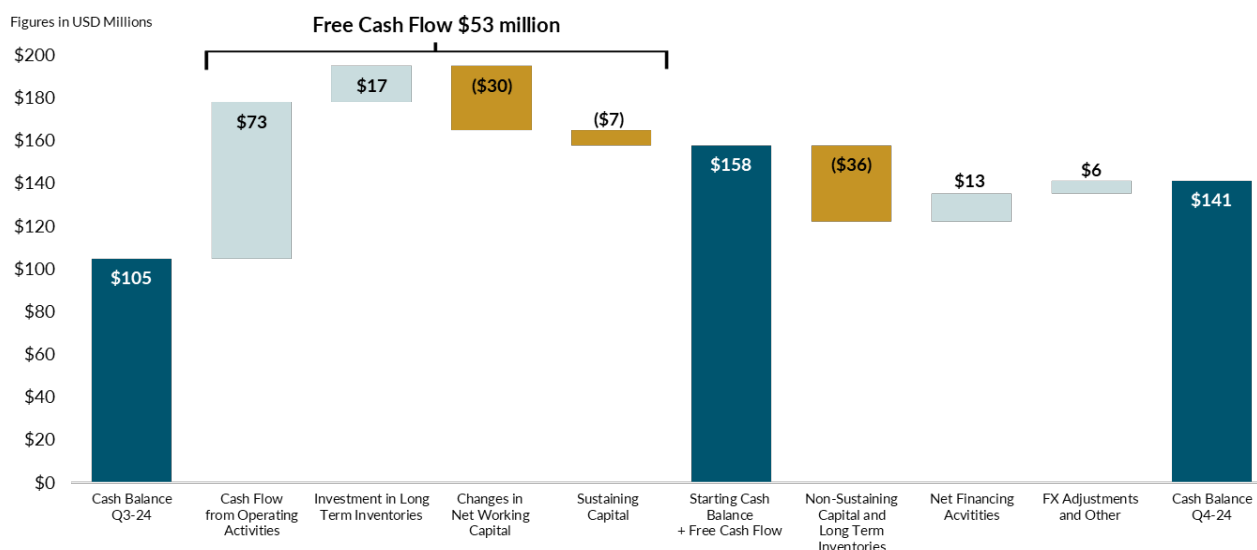 Figures in USD Millions
Free Cash Flow $53 million
$200
$180
$160
$140
$120
$100
$80
$60
$40
$20
$0
$105
$73
$17
($30)
($7)
$158
($36)
$13
$6
$141
Cash Balance
Q3-24
Cash Flow
from Operating
Activities
Investment in Long
Term Inventories
Changes in
Net Working
Capital
Sustaining
Capital
Starting Cash
Balance
+ Free Cash Flow
Non-Sustaining
Capital and
Long Term
Inventories
Net Financing
Acvitities
FX Adjustments
and Other
Cash Balance
Q4-24